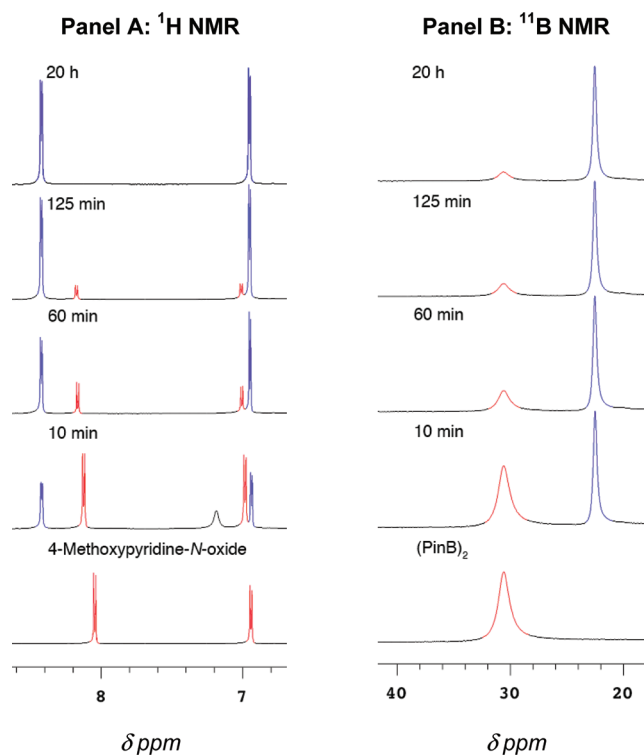 Panel A: ¹H NMR
20 h
125 min
60 min
10 min
4-Methoxypyridine-N-oxide
8
7
δ ppm
Panel B: ¹¹B NMR
20 h
125 min
60 min
10 min
(PinB)₂
40
30
20
δ ppm